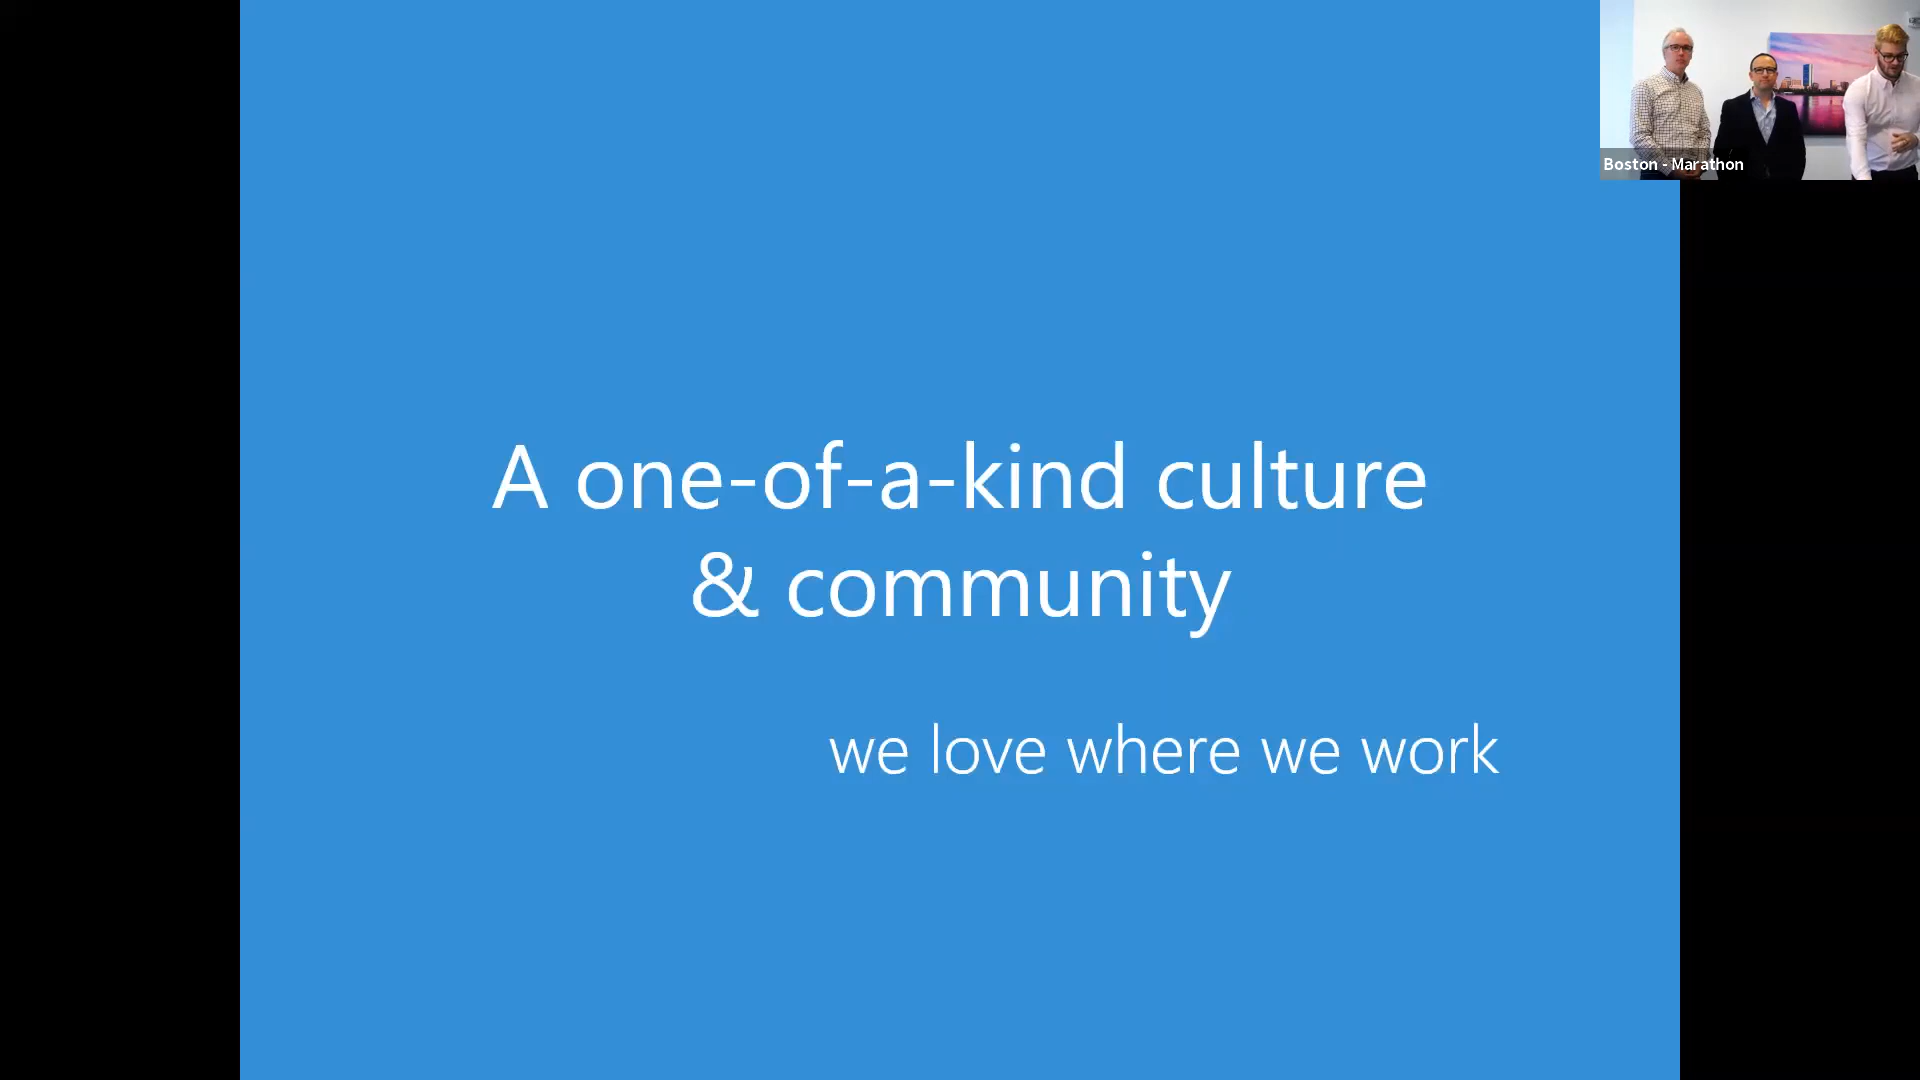 Boston - Marathon
A one-of-a-kind culture
& community
we love where we work